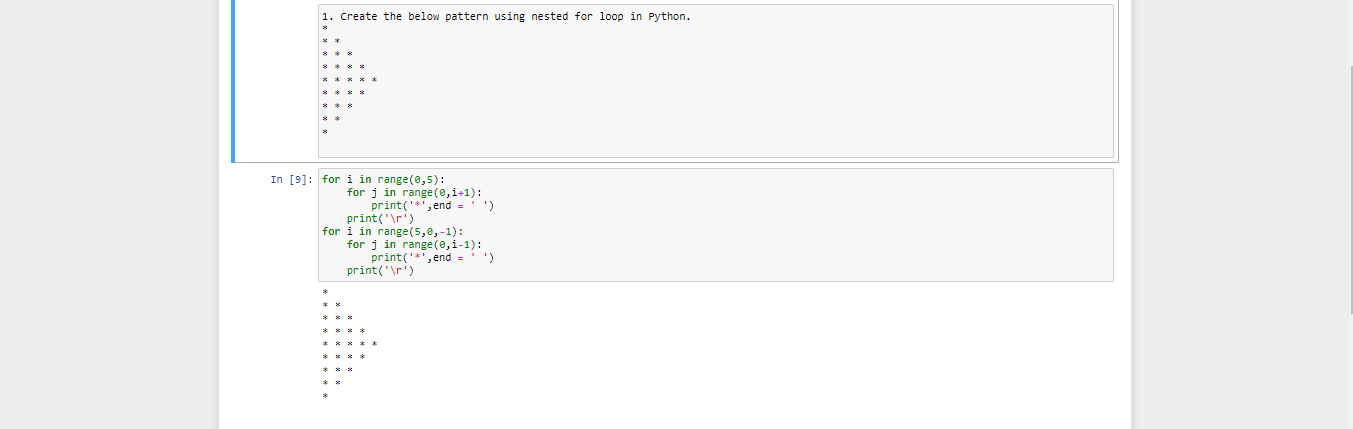 1. Create the below pattern using nested for loop in Python.
*
* *
* * *
* * * *
* * * * *
* * * *
* * *
* *
*
In [9]: for i in range(0,5):
    for j in range(0,i+1):
        print('*',end = ' ')
    print('\r')
for i in range(5,0,-1):
    for j in range(0,i-1):
        print('*',end = ' ')
    print('\r')
*
* *
* * *
* * * *
* * * * *
* * * *
* * *
* *
*